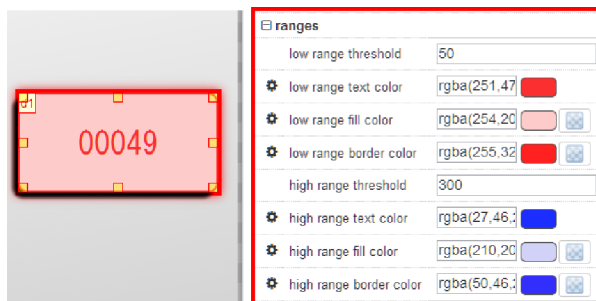 d1
00049
ranges
low range threshold 50
low range text color rgba(251,47
low range fill color rgba(254,20
low range border color rgba(255,32
high range threshold 300
high range text color rgba(27,46,2
high range fill color rgba(210,20
high range border color rgba(50,46,2